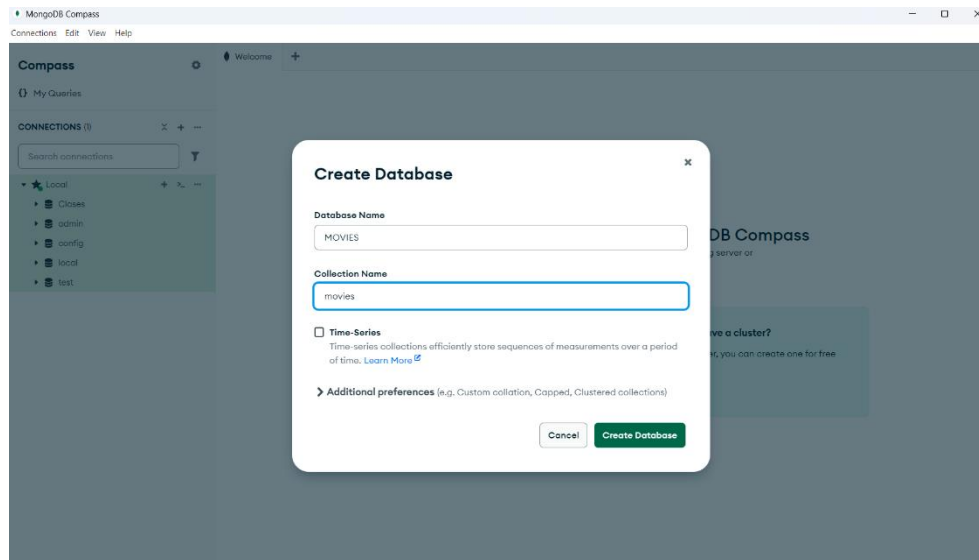 MongoDB Compass
Connections Edit View Help
Compass
Welcome
My Queries
CONNECTIONS (1)
Search connections
Local
Clases
admin
config
local
test
Create Database
Database Name
MOVIES
Collection Name
movies
Time-Series
Time-series collections efficiently store sequences of measurements over a period
of time. Learn More
Additional preferences (e.g. Custom collation, Capped, Clustered collections)
Cancel Create Database
DB Compass
g server or
ve a cluster?
er, you can create one for free